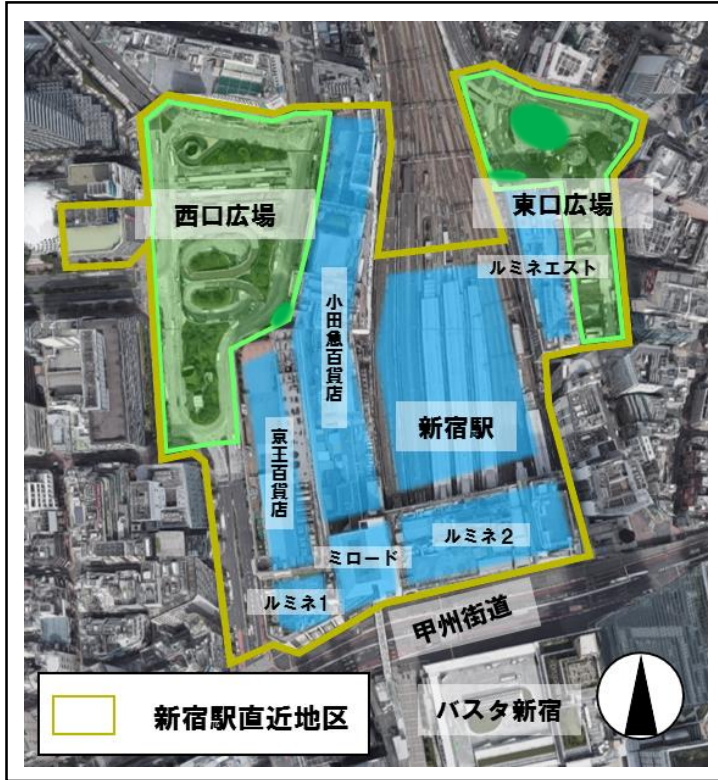 西口広場
東口広場
ルミネエスト
小田急百貨店
新宿駅
京王百貨店
ルミネ2
ミロード
ルミネ1
甲州街道
バスタ新宿
新宿駅直近地区